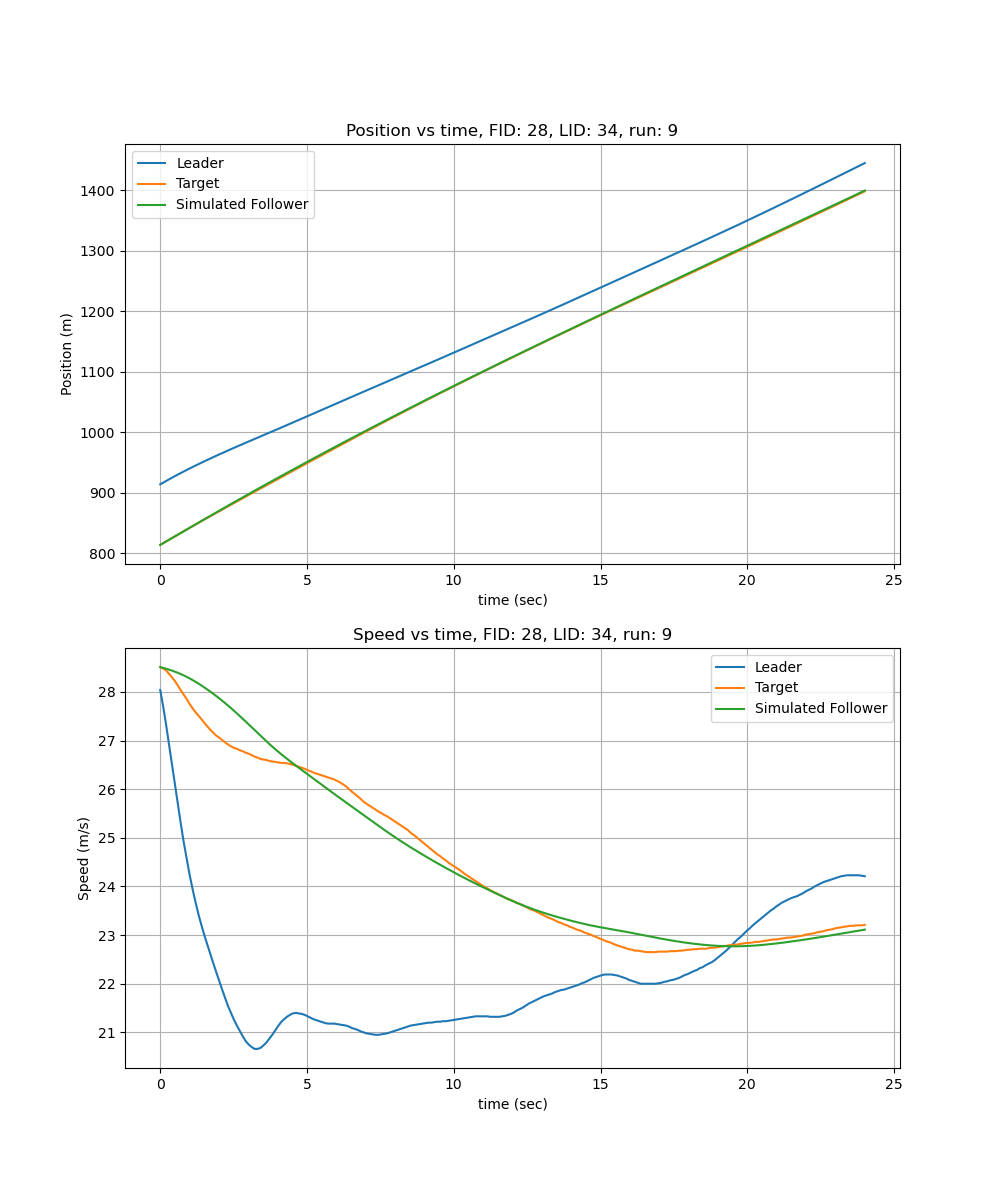 Position vs time, FID: 28, LID: 34, run: 9
Leader
Target
Simulated Follower
Position (m)
1400
1300
1200
1100
1000
900
800
0 5 10 15 20 25
time (sec)
Speed vs time, FID: 28, LID: 34, run: 9
Leader
Target
Simulated Follower
Speed (m/s)
28
27
26
25
24
23
22
21
0 5 10 15 20 25
time (sec)